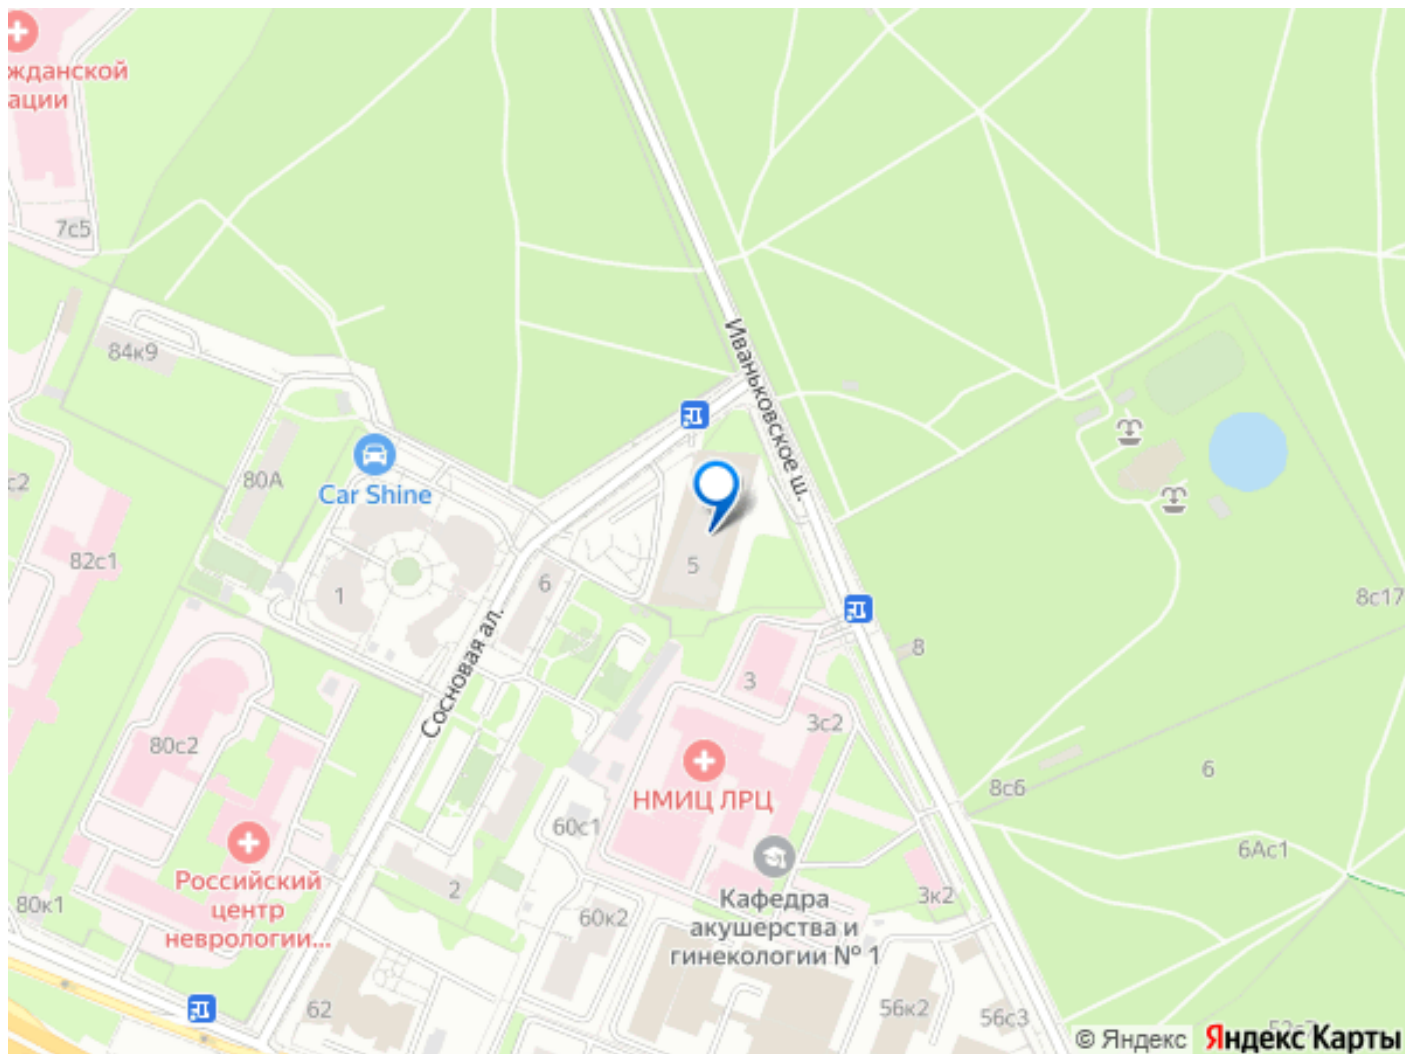 жданской
ации
7с5
84к9
Иваньковское ш.
80А
Car Shine
с2
82с1
5
6
1
8с17
Сосновая ал.
8
3
3с2
80с2
6
8с6
НМИЦ ЛРЦ
60с1
6Ас1
Российский
центр
неврологии...
2
80к1
3к2
Кафедра
акушерства и
гинекологии № 1
60к2
62
56к2
56с3
© Яндекс
Яндекс Карты